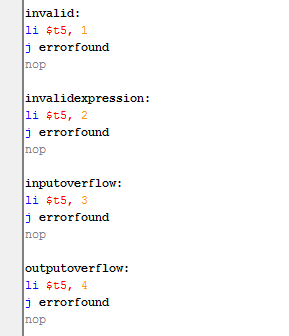 invalid:
li $t5, 1
j errorfound
nop
invalidexpression:
li $t5, 2
j errorfound
nop
inputoverflow:
li $t5, 3
j errorfound
nop
outputoverflow:
li $t5, 4
j errorfound
nop